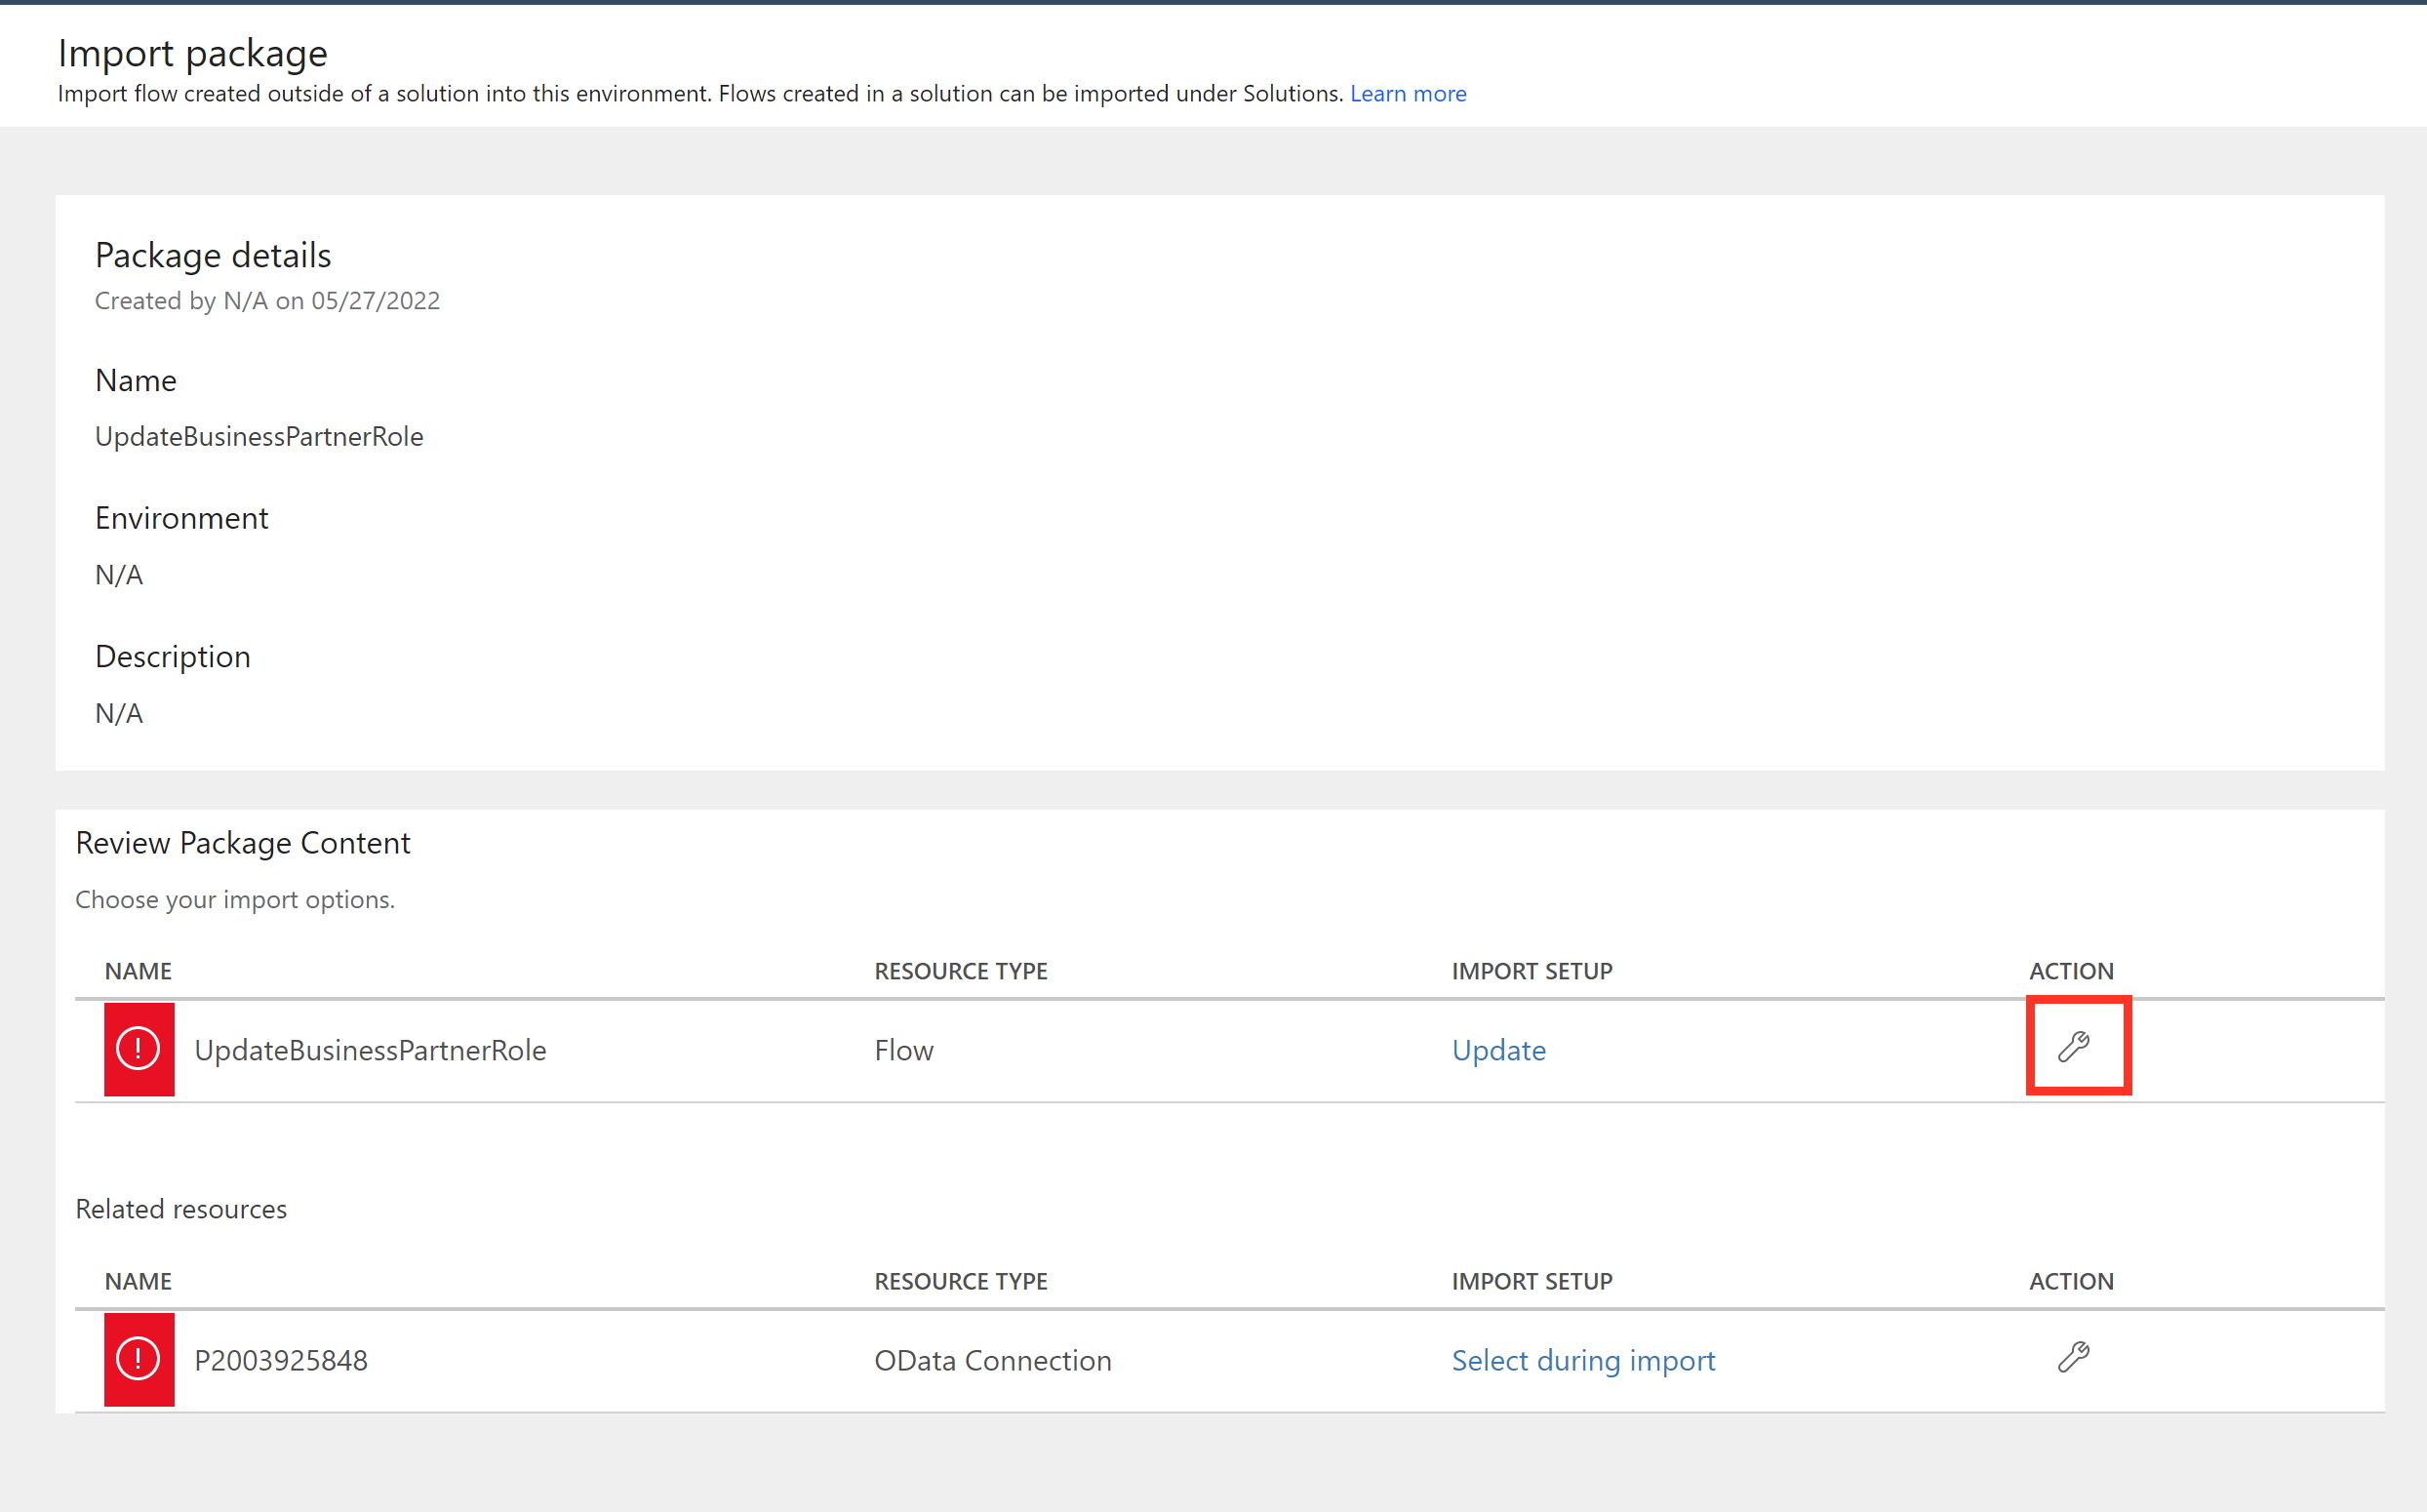 Import package
Import flow created outside of a solution into this environment. Flows created in a solution can be imported under Solutions. Learn more
Package details
Created by N/A on 05/27/2022
Name
UpdateBusinessPartnerRole
Environment
N/A
Description
N/A
Review Package Content
Choose your import options.
NAME RESOURCE TYPE IMPORT SETUP ACTION
UpdateBusinessPartnerRole Flow Update
Related resources
NAME RESOURCE TYPE IMPORT SETUP ACTION
P2003925848 OData Connection Select during import